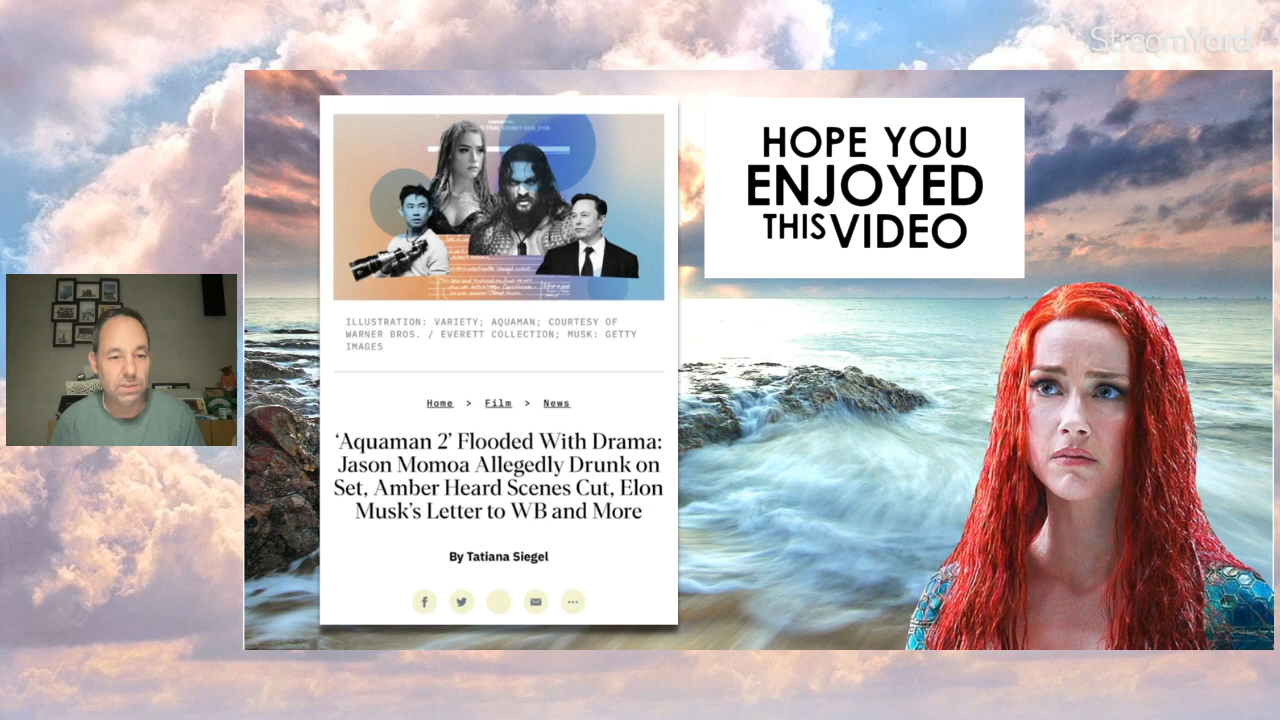 StreamYard
HOPE YOU
ENJOYED
THIS VIDEO
ILLUSTRATION: VARIETY; AQUAMAN; COURTESY OF
WARNER BROS. / EVERETT COLLECTION; MUSK: GETTY
IMAGES
Home > Film > News
‘Aquaman 2’ Flooded With Drama:
Jason Momoa Allegedly Drunk on
Set, Amber Heard Scenes Cut, Elon
Musk’s Letter to WB and More
By Tatiana Siegel